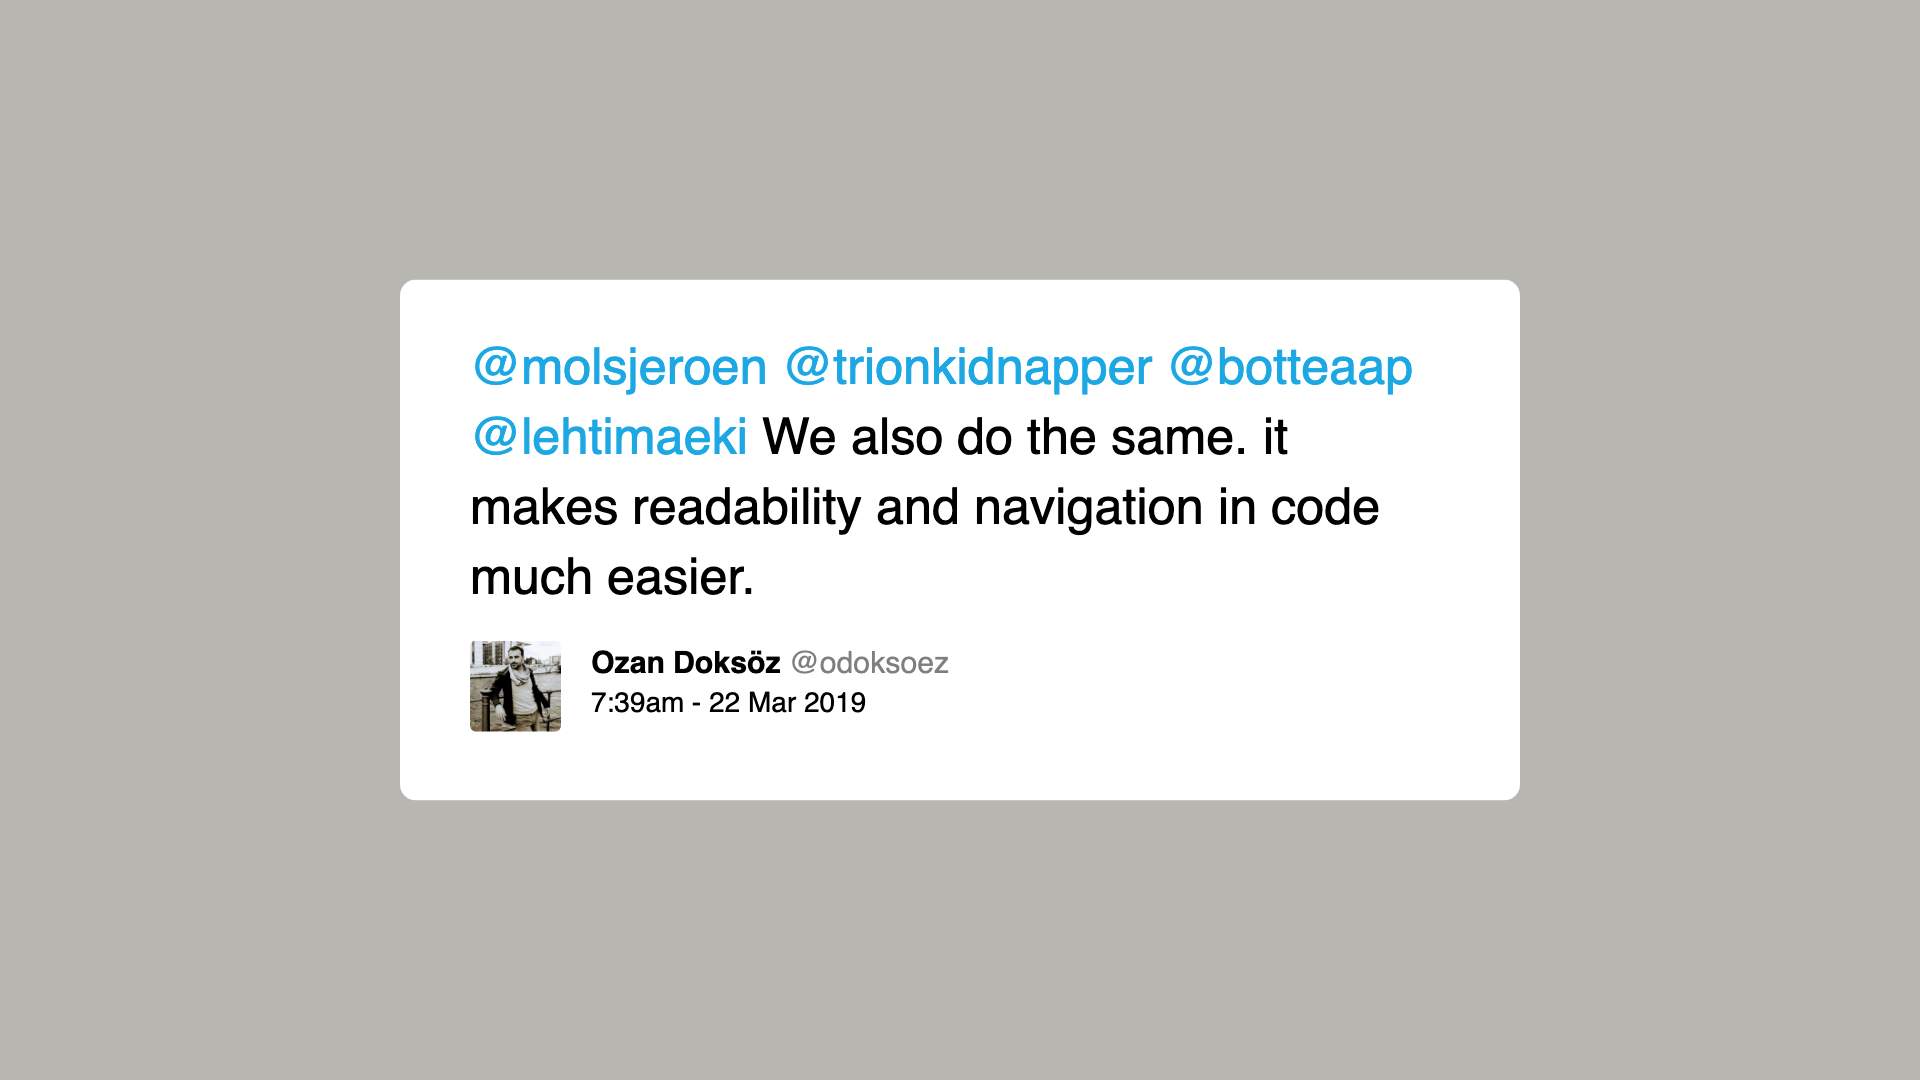 @molsjeroen @trionkidnapper @botteaap
@lehtimaeki We also do the same. it
makes readability and navigation in code
much easier.
Ozan Doksöz @odoksoez
7:39am - 22 Mar 2019